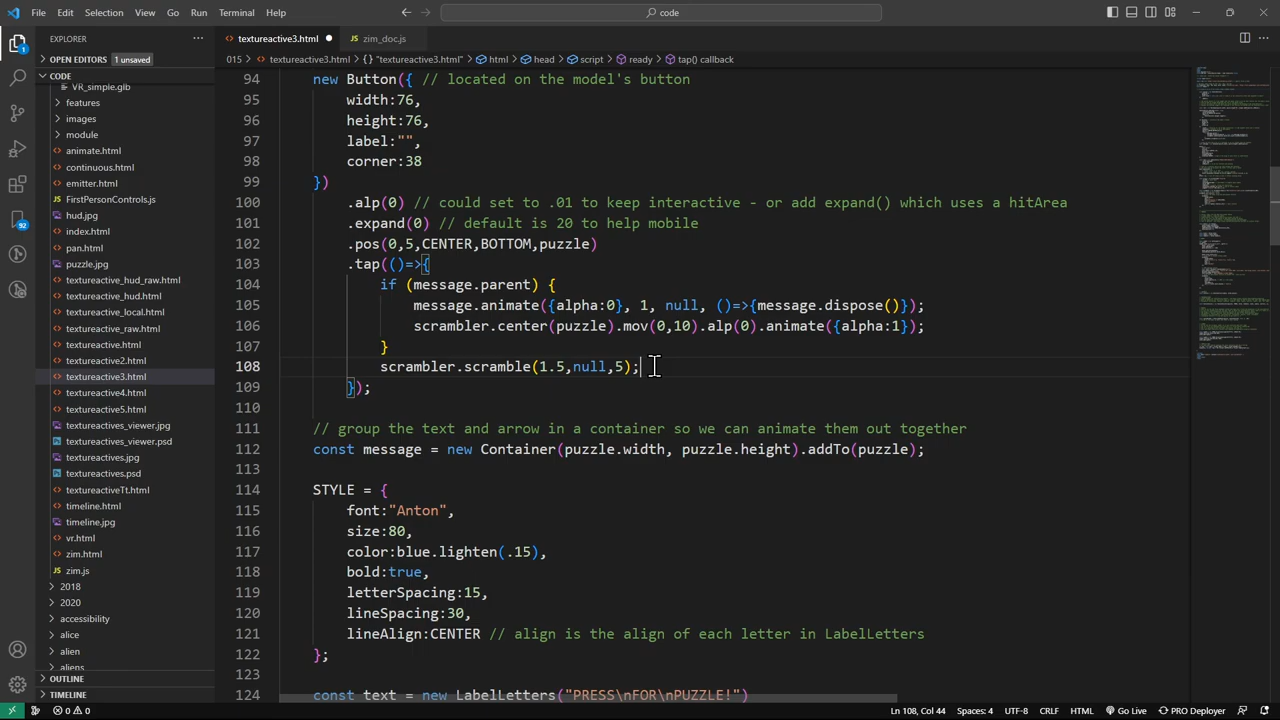 File Edit Selection View Go Run Terminal Help
code
EXPLORER
textureactive3.html
zim_doc.js
OPEN EDITORS 1 unsaved
015 > textureactive3.html > {} "textureactive3.html" > html > head > script > ready > tap() callback
CODE
VR_simple.glb
features
images
module
animate.html
continuous.html
emitter.html
FirstPersonControls.js
hud.jpg
index.html
pan.html
puzzle.jpg
textureactive_hud_raw.html
textureactive_hud.html
textureactive_local.html
textureactive_raw.html
textureactive.html
textureactive2.html
textureactive3.html
textureactive4.html
textureactive5.html
textureactives_viewer.jpg
textureactives_viewer.psd
textureactives.jpg
textureactives.psd
textureactiveTt.html
timeline.html
timeline.jpg
vr.html
zim.html
zim.js
2018
2020
accessibility
alice
alien
aliens
OUTLINE
TIMELINE
92
94 new Button({ // located on the model's button
95 width:76,
96 height:76,
97 label:"",
98 corner:38
99 })
100 .alp(0) // could set to .01 to keep interactive - or add expand() which uses a hitArea
101 .expand(0) // default is 20 to help mobile
102 .pos(0,5,CENTER,BOTTOM,puzzle)
103 .tap(()=>{
104 if (message.parent) {
105 message.animate({alpha:0}, 1, null, ()=>{message.dispose()});
106 scrambler.center(puzzle).mov(0,10).alp(0).animate({alpha:1});
107 }
108 scrambler.scramble(1.5,null,5);
109 });
110
111 // group the text and arrow in a container so we can animate them out together
112 const message = new Container(puzzle.width, puzzle.height).addTo(puzzle);
113
114 STYLE = {
115 font:"Anton",
116 size:80,
117 color:blue.lighten(.15),
118 bold:true,
119 letterSpacing:15,
120 lineSpacing:30,
121 lineAlign:CENTER // align is the align of each letter in LabelLetters
122 };
123
124 const text = new LabelLetters("PRESS\nFOR\nPUZZLE!")
0 0 Ln 108, Col 44 Spaces: 4 UTF-8 CRLF HTML Go Live PRO Deployer